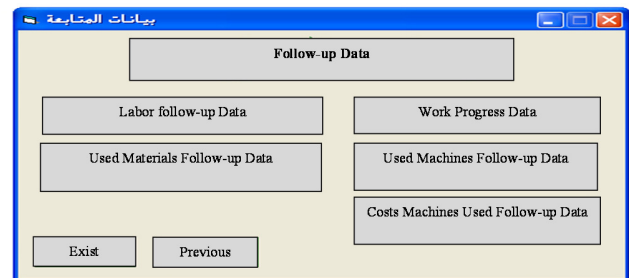 بيانات المتابعة
Follow-up Data
Labor follow-up Data
Work Progress Data
Used Materials Follow-up Data
Used Machines Follow-up Data
Costs Machines Used Follow-up Data
Exist
Previous